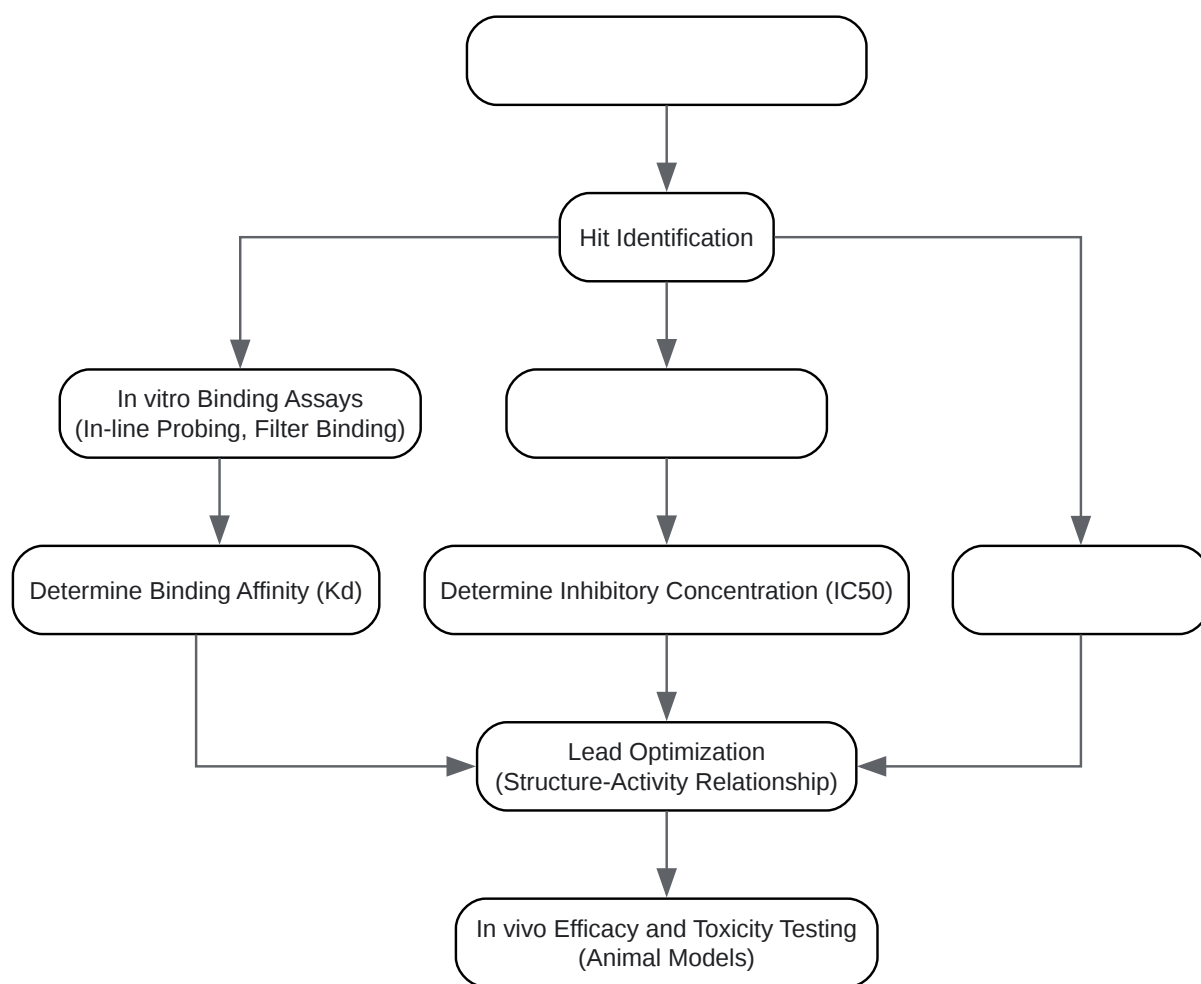 Hit Identification
In vitro Binding Assays
(In-line Probing, Filter Binding)
Determine Binding Affinity (Kd)
Determine Inhibitory Concentration (IC50)
Lead Optimization
(Structure-Activity Relationship)
In vivo Efficacy and Toxicity Testing
(Animal Models)